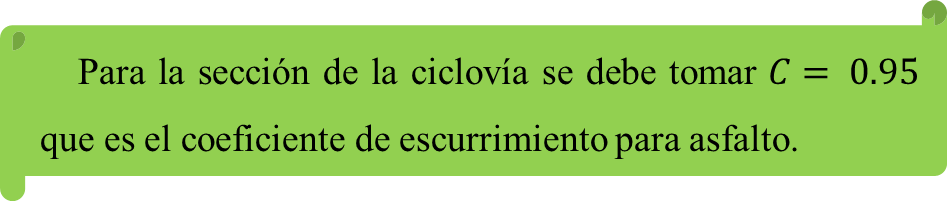 Para la sección de la ciclovía se debe tomar C = 0.95
que es el coeficiente de escurrimiento para asfalto.